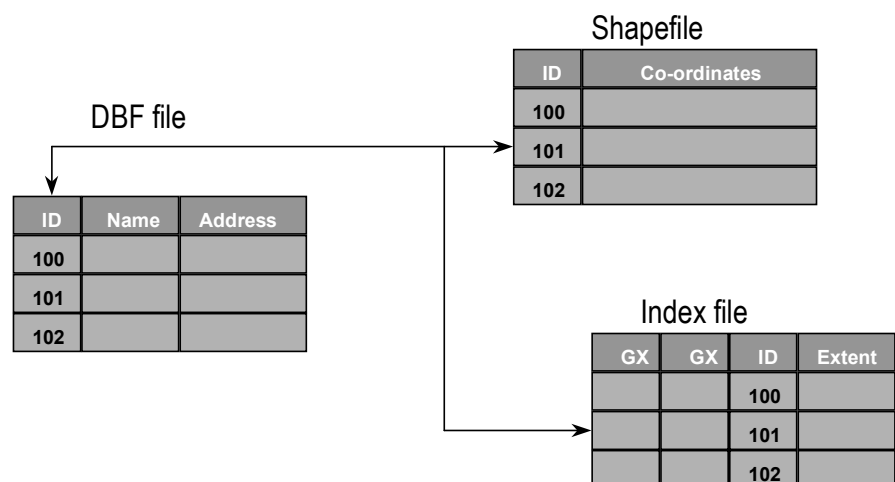 Shapefile
ID Co-ordinates
100
101
102
DBF file
ID Name Address
100
101
102
Index file
GX GX ID Extent
100
101
102